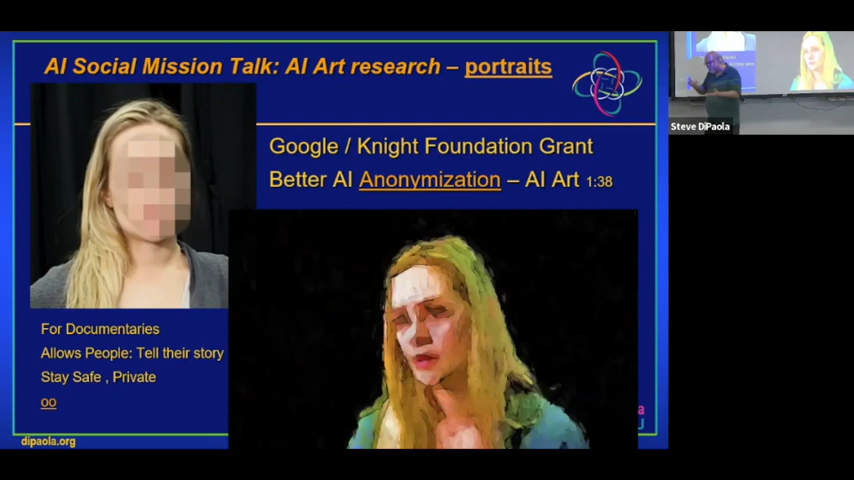 AI Social Mission Talk: AI Art research – portraits
Google / Knight Foundation Grant
Better AI Anonymization – AI Art 1:38
For Documentaries
Allows People: Tell their story
Stay Safe , Private
oo
dipaola.org
a
U
Steve DiPaola